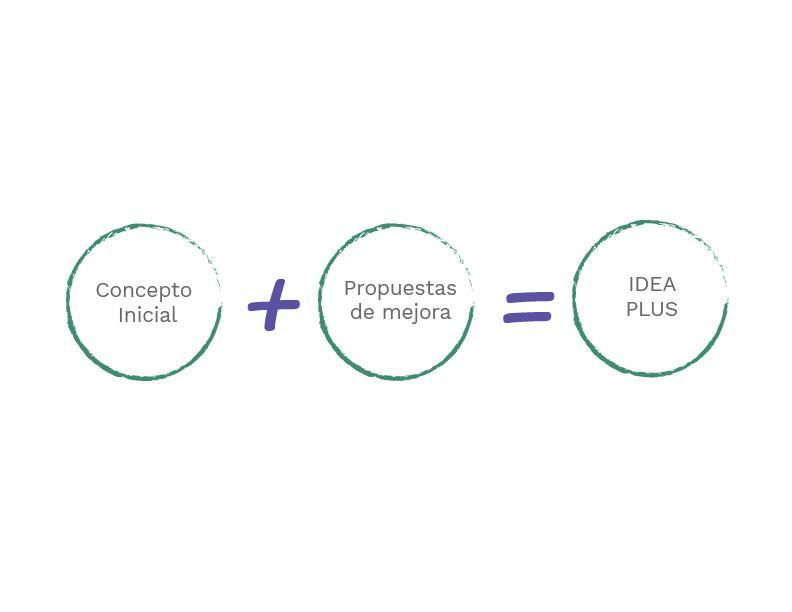 Concepto
Inicial
+
Propuestas
de mejora
=
IDEA
PLUS